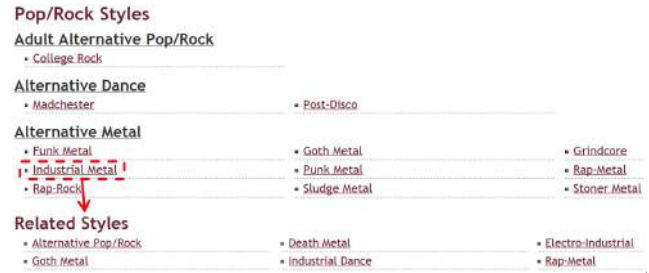 Pop/Rock Styles
Adult Alternative Pop/Rock
College Rock
Alternative Dance
Madchester Post-Disco
Alternative Metal
Funk Metal Goth Metal Grindcore
Industrial Metal Punk Metal Rap-Metal
Rap-Rock Sludge Metal Stoner Metal
Related Styles
Alternative Pop/Rock Death Metal Electro-Industrial
Goth Metal Industrial Dance Rap-Metal